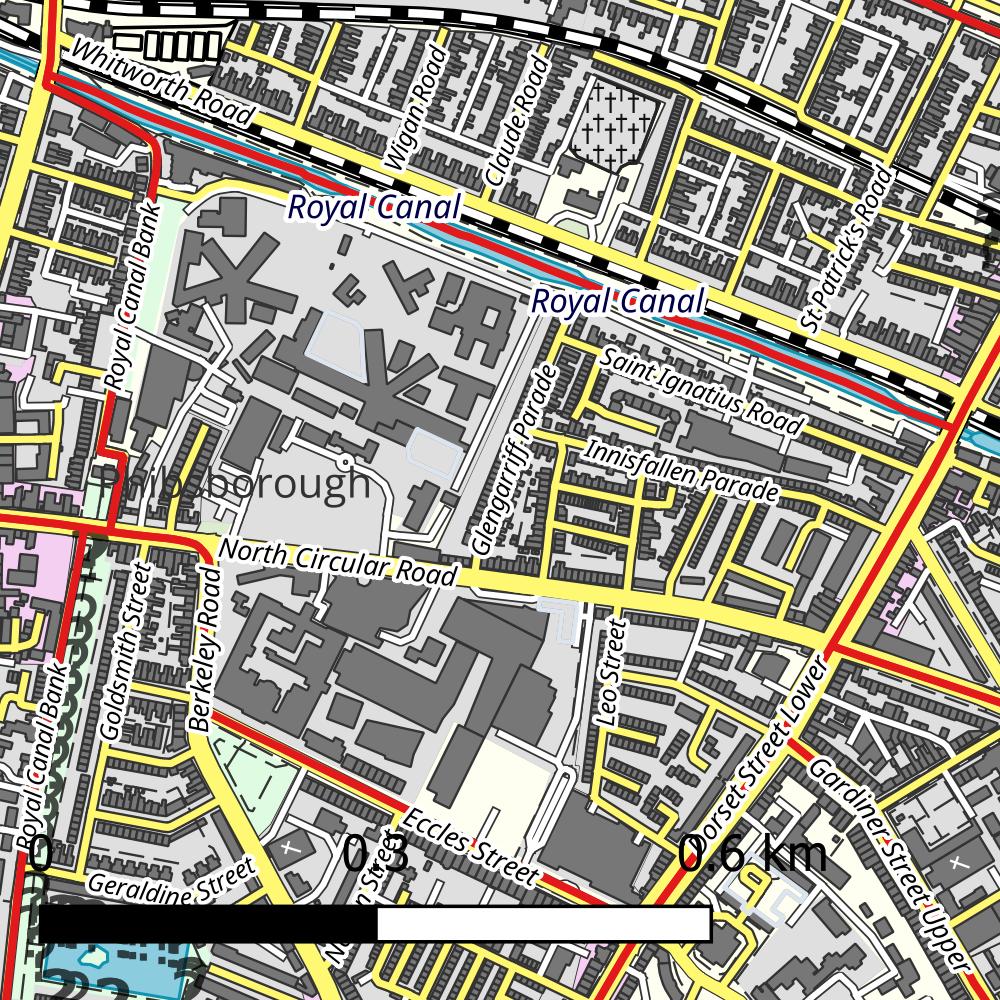 Whitworth Road
Wigan Road
Claude Road
St Patrick's Road
Royal Canal
Royal Canal Bank
Royal Canal
Saint Ignatius Road
Glengarriff Parade
Innisfallen Parade
Phibsborough
North Circular Road
Goldsmith Street
Berkeley Road
Leo Street
Royal Canal Bank
Dorset Street Lower
Gardiner Street Upper
Eccles Street
Geraldine Street
Street
0 0.3 0.6 km